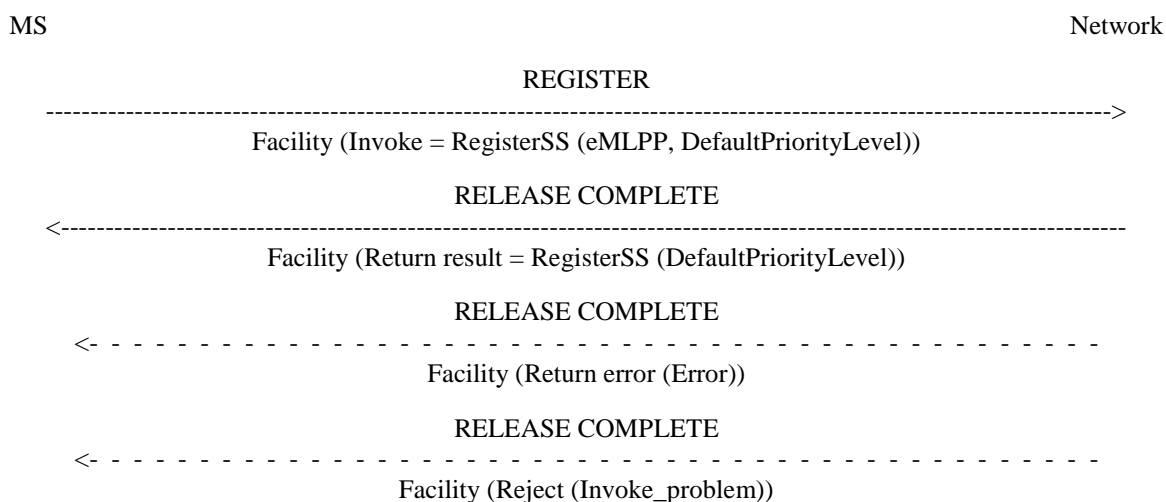 MS Network
REGISTER
------------------------------------------------------------------------------------------------------------------------>
Facility (Invoke = RegisterSS (eMLPP, DefaultPriorityLevel))
RELEASE COMPLETE
<------------------------------------------------------------------------------------------------------------------------
Facility (Return result = RegisterSS (DefaultPriorityLevel))
RELEASE COMPLETE
<- - - - - - - - - - - - - - - - - - - - - - - - - - - - - - - - - - - - - -
Facility (Return error (Error))
RELEASE COMPLETE
<- - - - - - - - - - - - - - - - - - - - - - - - - - - - - - - - - - - - - -
Facility (Reject (Invoke_problem))